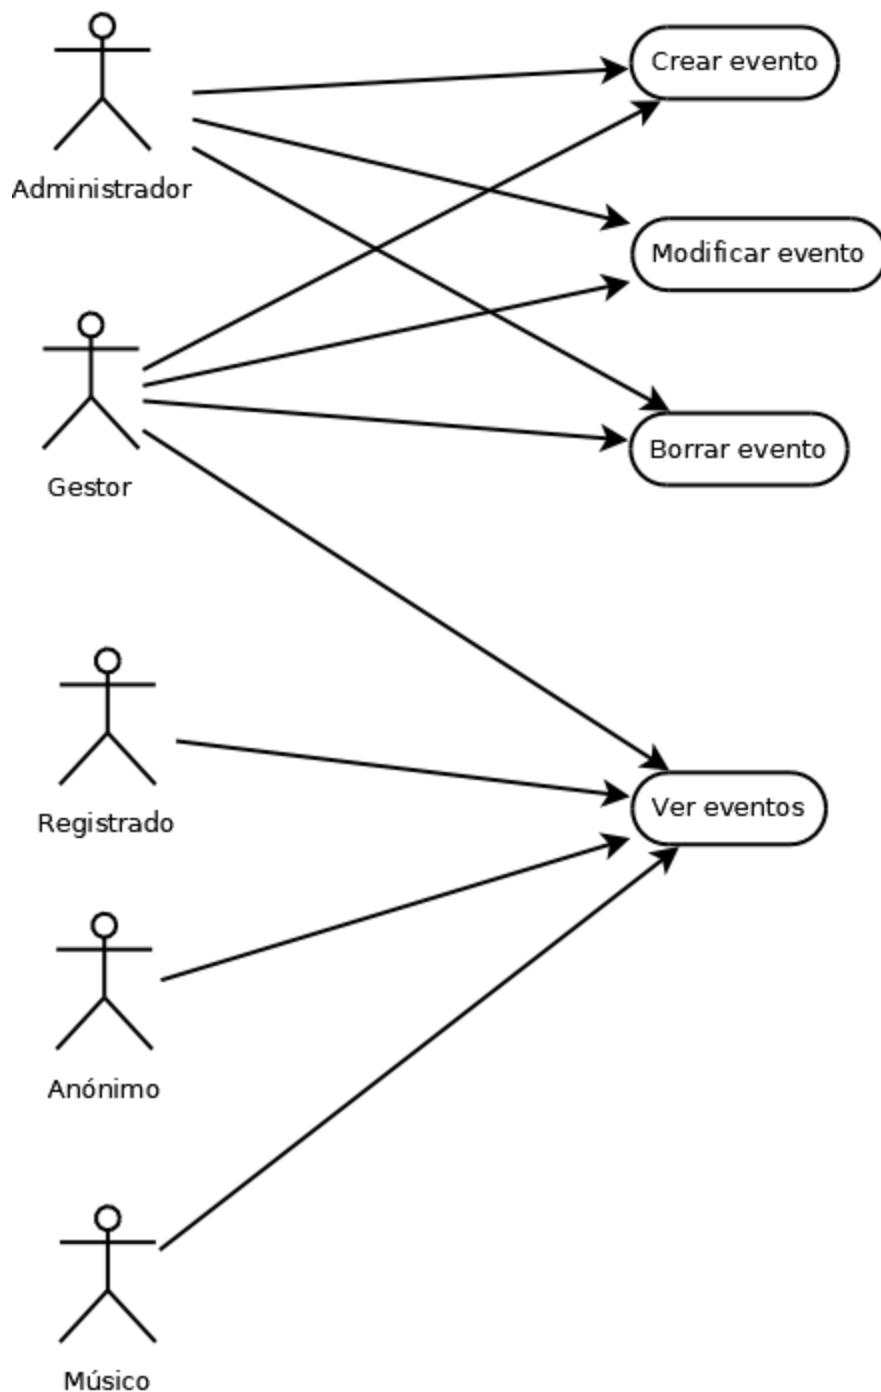 Crear evento
Administrador
Modificar evento
Borrar evento
Gestor
Ver eventos
Registrado
Anónimo
Músico